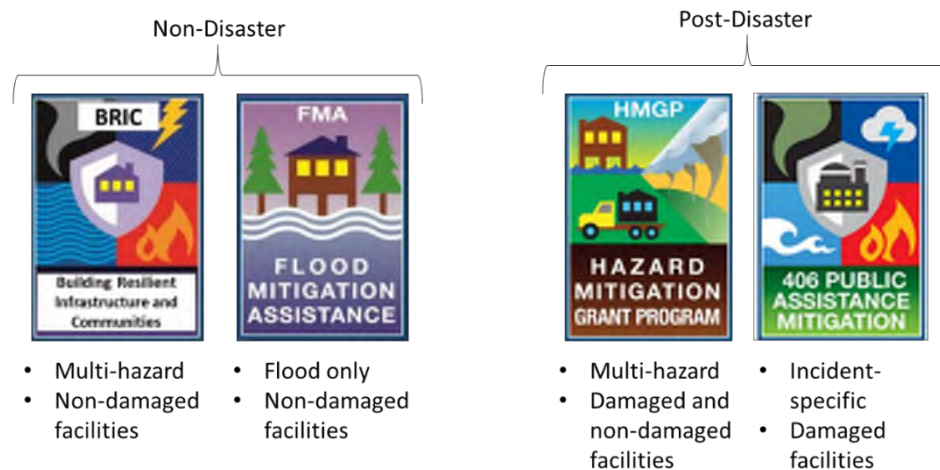 Non-Disaster
Post-Disaster
BRIC
Building Resilient
Infrastructure and
Communities
FMA
FLOOD
MITIGATION
ASSISTANCE
HMGP
HAZARD
MITIGATION
GRANT PROGRAM
406 PUBLIC
ASSISTANCE
MITIGATION
• Multi-hazard
• Non-damaged
facilities
• Flood only
• Non-damaged
facilities
• Multi-hazard
• Damaged and
non-damaged
facilities
• Incident-
specific
• Damaged
facilities